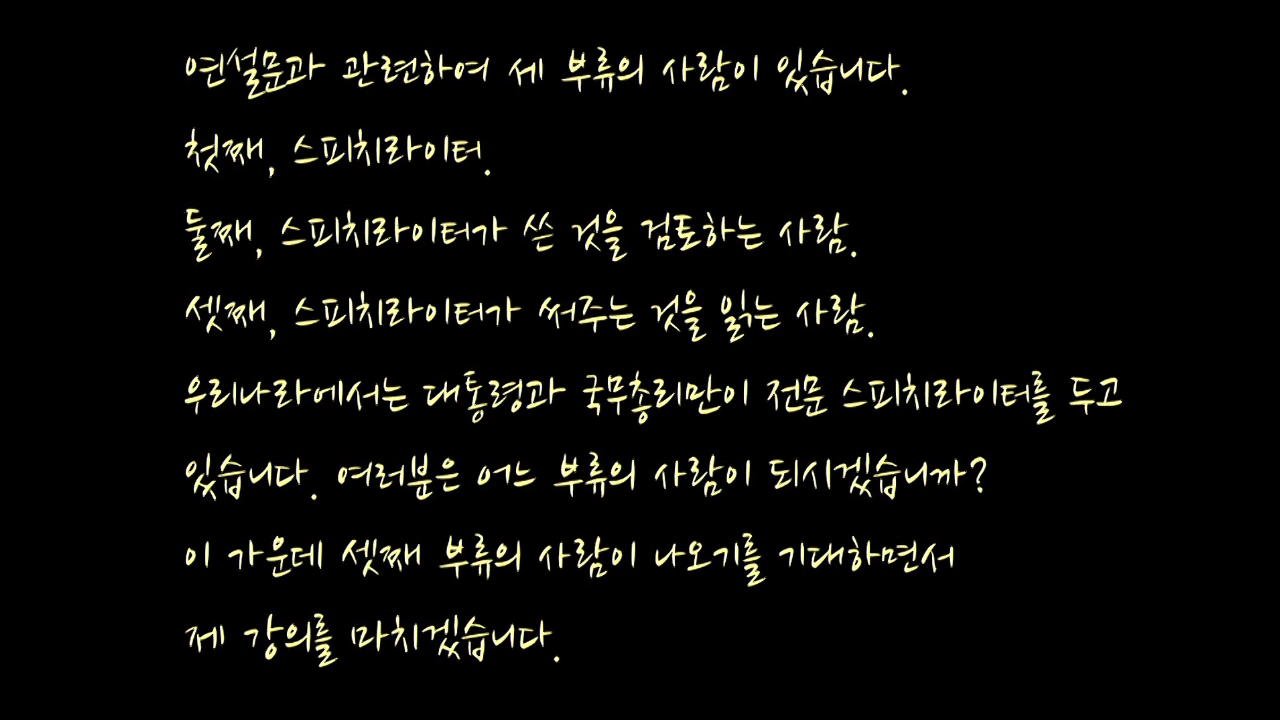 연설문과 관련하여 세 부류의 사람이 있습니다.
첫째, 스피치라이터.
둘째, 스피치라이터가 쓴 것을 검토하는 사람.
셋째, 스피치라이터가 써주는 것을 읽는 사람.
우리나라에서는 대통령과 국무총리만이 전문 스피치라이터를 두고
있습니다. 여러분은 어느 부류의 사람이 되시겠습니까?
이 가운데 셋째 부류의 사람이 나오기를 기대하면서
제 강의를 마치겠습니다.